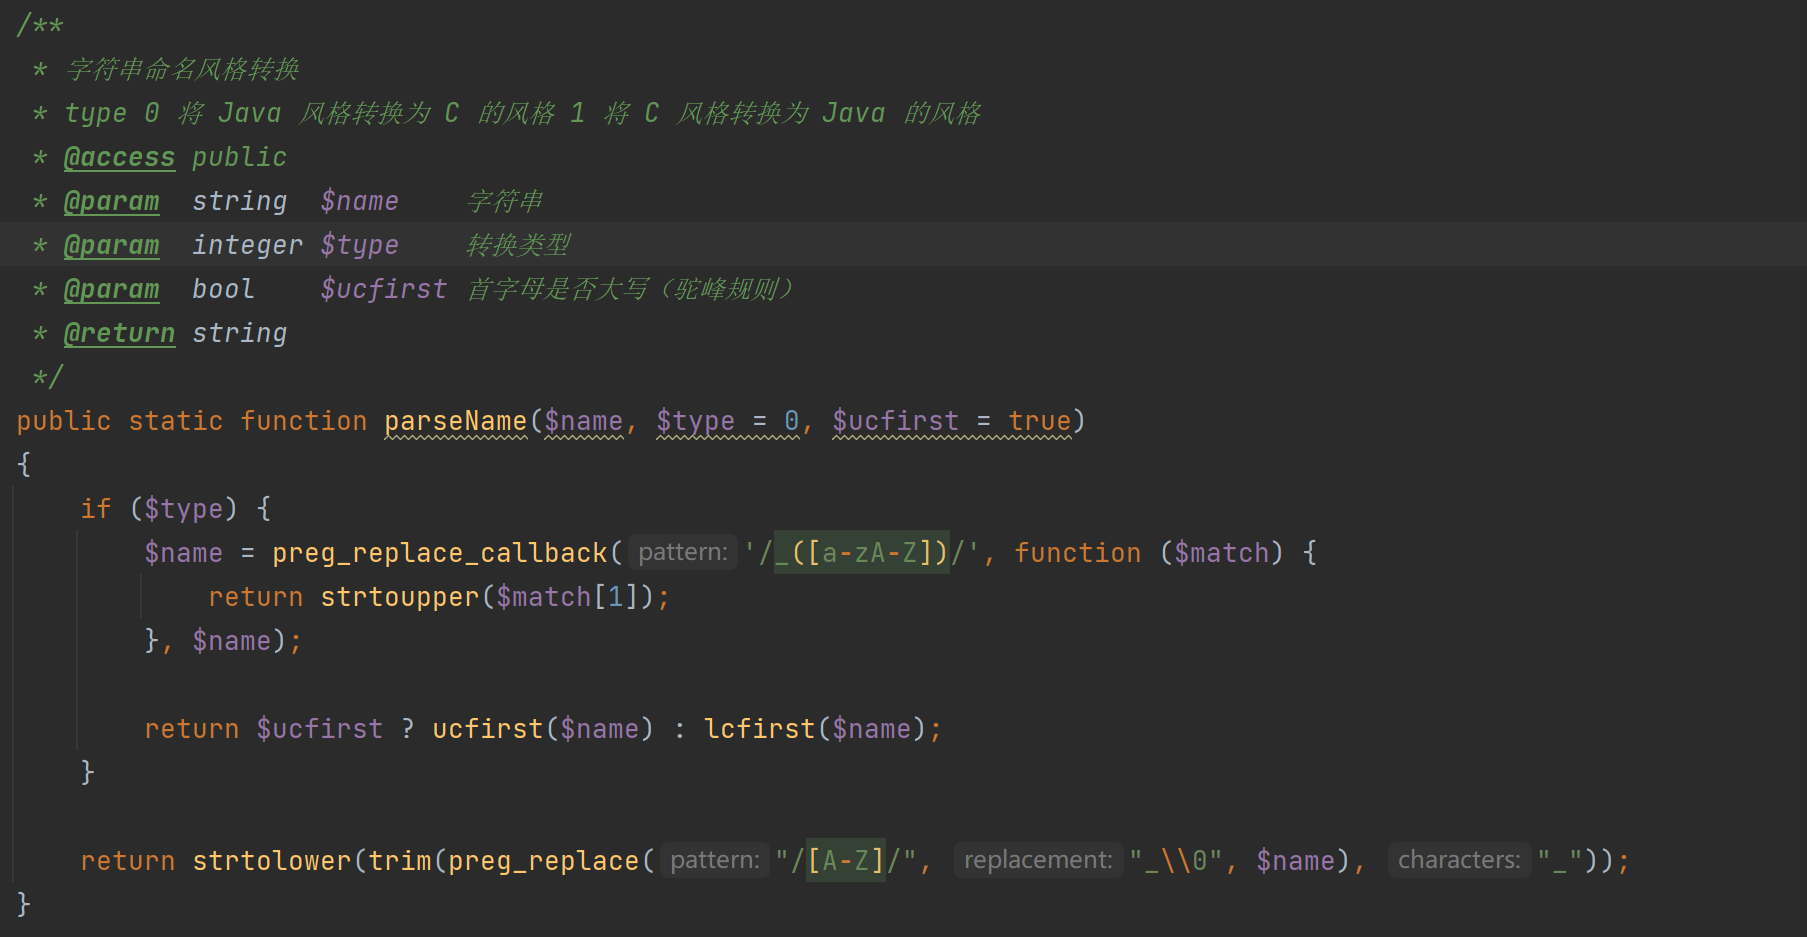 /**
 * 字符串命名风格转换
 * type 0 将 Java 风格转换为 C 的风格 1 将 C 风格转换为 Java 的风格
 * @access public
 * @param  string  $name    字符串
 * @param  integer $type    转换类型
 * @param  bool    $ucfirst 首字母是否大写（驼峰规则）
 * @return string
 */
public static function parseName($name, $type = 0, $ucfirst = true)
{
    if ($type) {
        $name = preg_replace_callback( pattern: '/_([a-zA-Z])/', function ($match) {
            return strtoupper($match[1]);
        }, $name);
        return $ucfirst ? ucfirst($name) : lcfirst($name);
    }
    return strtolower(trim(preg_replace( pattern: "/[A-Z]/", replacement: "_\\0", $name), characters: "_"));
}